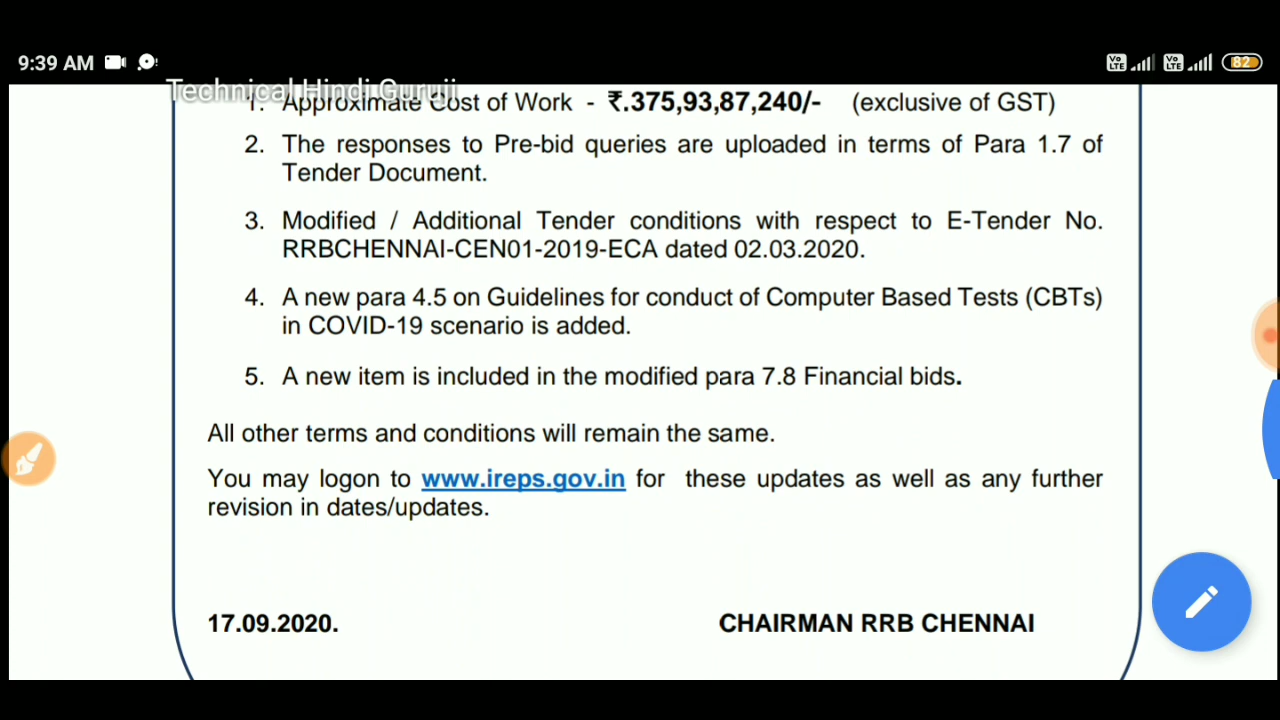 9:39 AM
Vo LTE Vo LTE 82
Technical Hindi Guruji
1. Approximate Cost of Work - ₹.375,93,87,240/- (exclusive of GST)
2. The responses to Pre-bid queries are uploaded in terms of Para 1.7 of
Tender Document.
3. Modified / Additional Tender conditions with respect to E-Tender No.
RRBCHENNAI-CEN01-2019-ECA dated 02.03.2020.
4. A new para 4.5 on Guidelines for conduct of Computer Based Tests (CBTs)
in COVID-19 scenario is added.
5. A new item is included in the modified para 7.8 Financial bids.
All other terms and conditions will remain the same.
You may logon to www.ireps.gov.in for these updates as well as any further
revision in dates/updates.
17.09.2020. CHAIRMAN RRB CHENNAI